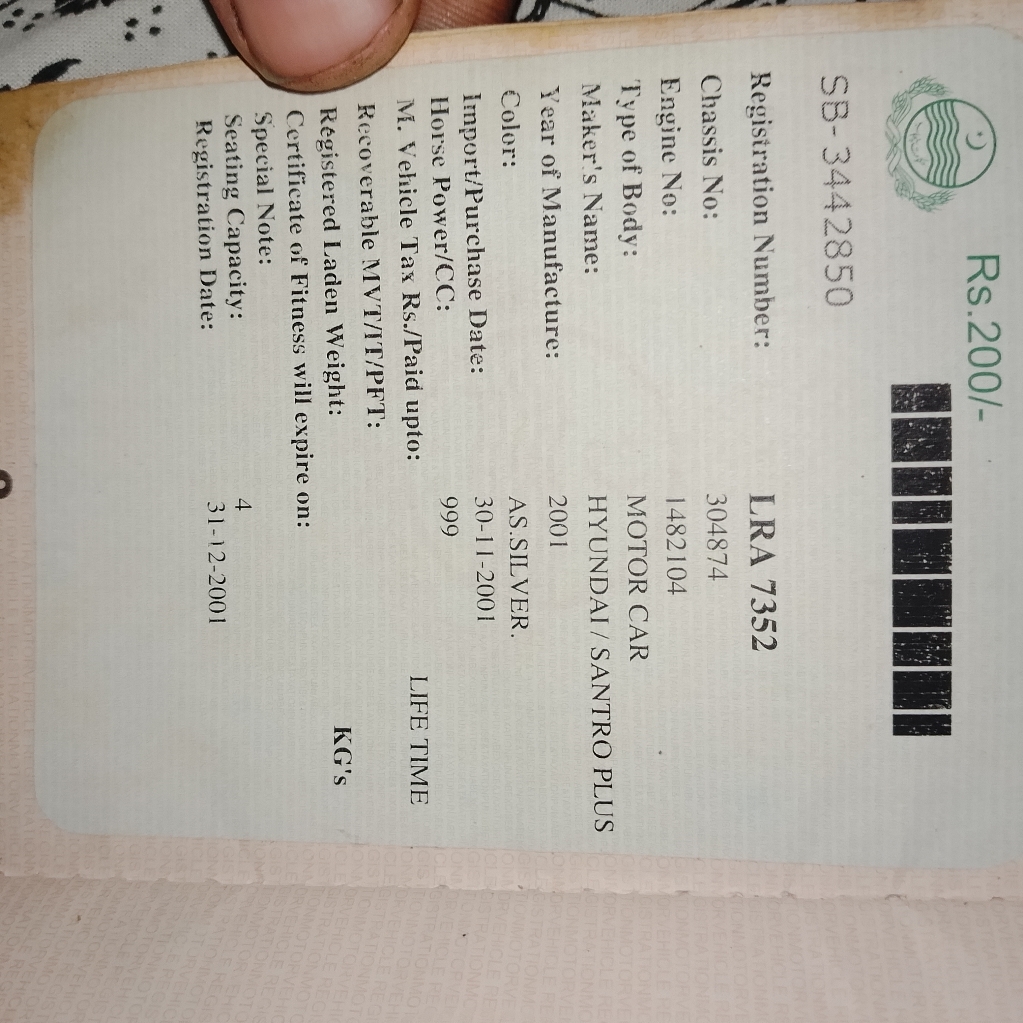 Rs.200/-
SB-3442850
Registration Number: LRA 7352
Chassis No: 304874
Engine No: 1482104
Type of Body: MOTOR CAR
Maker's Name: HYUNDAI / SANTRO PLUS
Year of Manufacture: 2001
Color: AS.SILVER.
Import/Purchase Date: 30-11-2001
Horse Power/CC: 999
M. Vehicle Tax Rs./Paid upto: LIFE TIME
Recoverable MVT/IT/PFT:
Registered Laden Weight: KG's
Certificate of Fitness will expire on:
Special Note:
Seating Capacity: 4
Registration Date: 31-12-2001